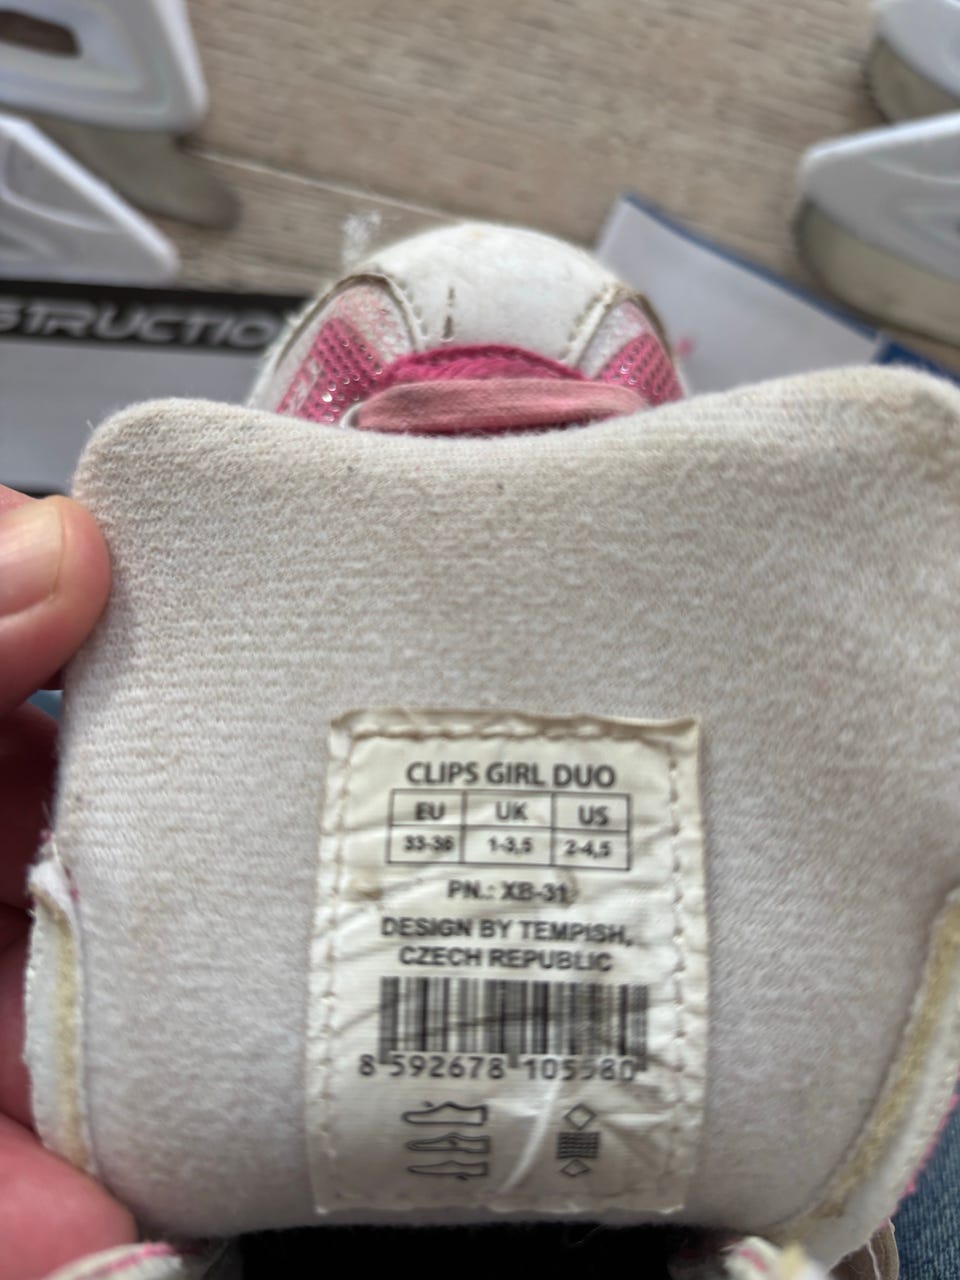 STRUCTIO
CLIPS GIRL DUO
EU UK US
33-36 1-3,5 2-4,5
PN.: XB-31
DESIGN BY TEMPISH,
CZECH REPUBLIC
8 592678 105580